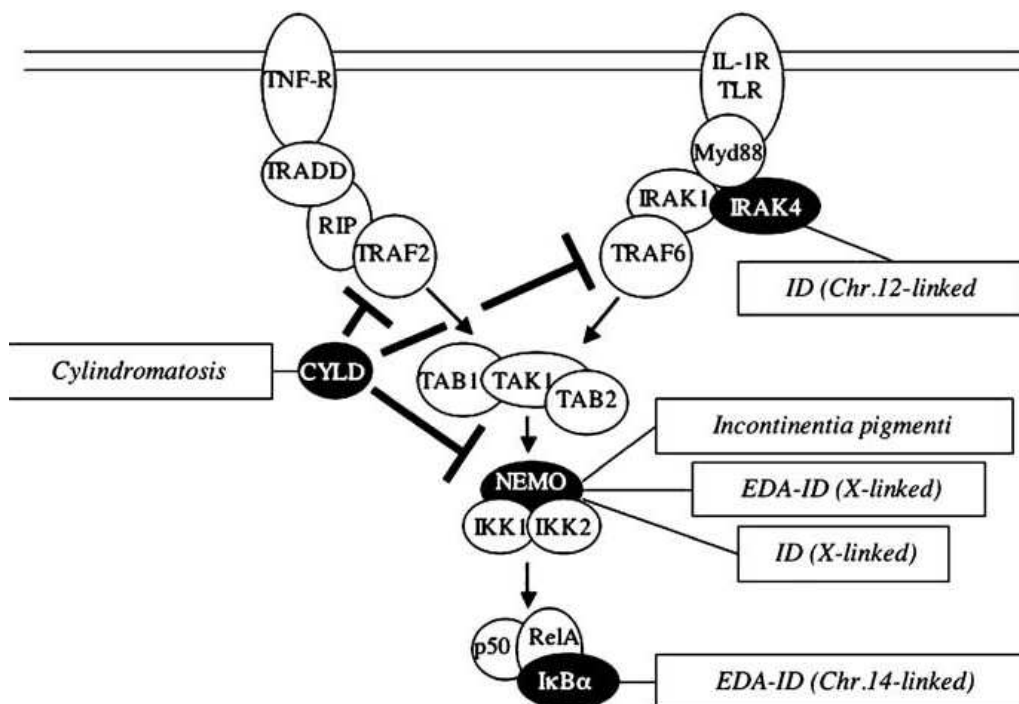 TNF-R
IL-1R
TLR
Myd88
TRADD
IRAK1
IRAK4
RIP
TRAF2
TRAF6
ID (Chr.12-linked
Cylindromatosis
CYLD
TAB1
TAK1
TAB2
Incontinentia pigmenti
NEMO
EDA-ID (X-linked)
IKK1
IKK2
ID (X-linked)
p50
RelA
IκBα
EDA-ID (Chr.14-linked)